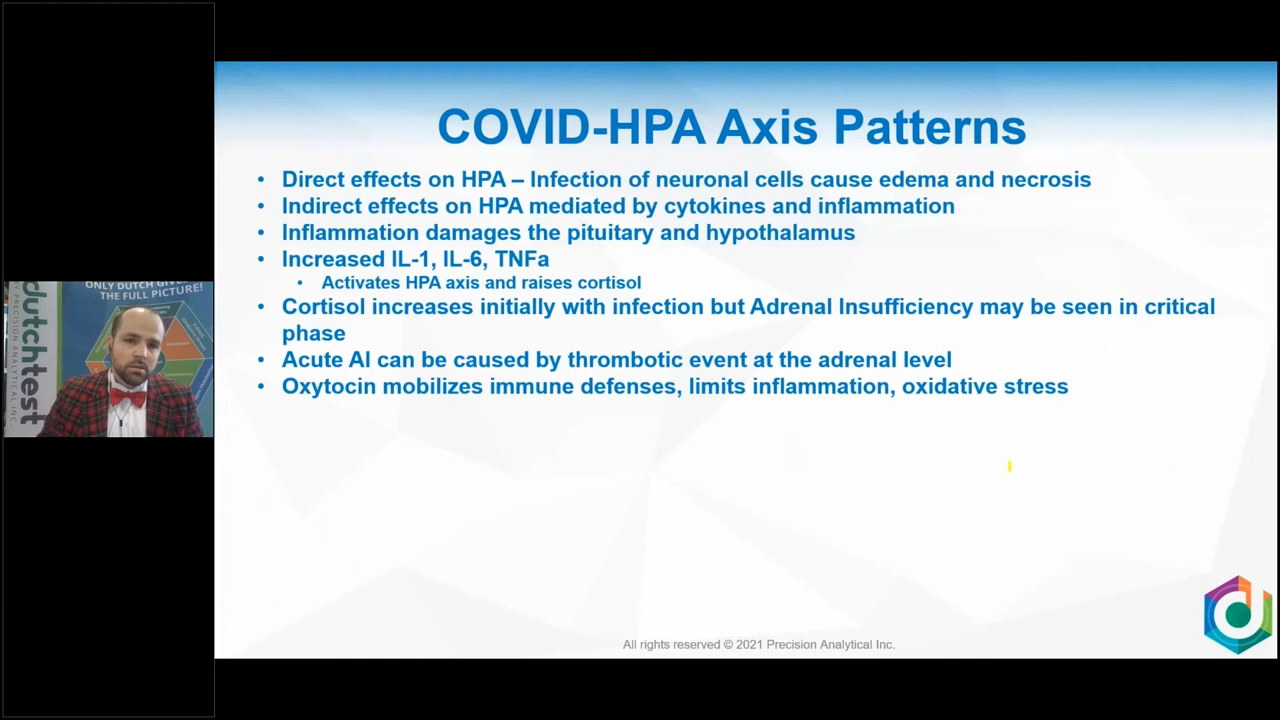 COVID-HPA Axis Patterns
• Direct effects on HPA – Infection of neuronal cells cause edema and necrosis
• Indirect effects on HPA mediated by cytokines and inflammation
• Inflammation damages the pituitary and hypothalamus
• Increased IL-1, IL-6, TNFa
• Activates HPA axis and raises cortisol
• Cortisol increases initially with infection but Adrenal Insufficiency may be seen in critical
phase
• Acute AI can be caused by thrombotic event at the adrenal level
• Oxytocin mobilizes immune defenses, limits inflammation, oxidative stress
All rights reserved © 2021 Precision Analytical Inc.
ONLY DUTCH GIV
THE FULL PICTURE!
dutchtest
PRECISION ANALYTICAL INC.